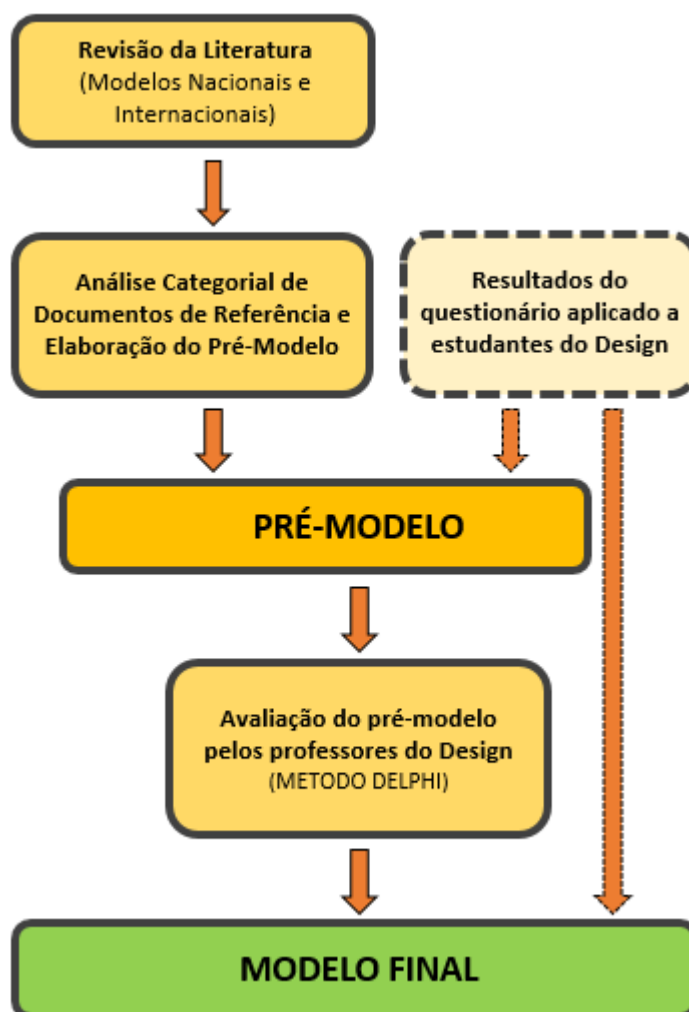 Revisão da Literatura
(Modelos Nacionais e
Internacionais)
Análise Categorial de
Documentos de Referência e
Elaboração do Pré-Modelo
Resultados do
questionário aplicado a
estudantes do Design
PRÉ-MODELO
Avaliação do pré-modelo
pelos professores do Design
(METODO DELPHI)
MODELO FINAL